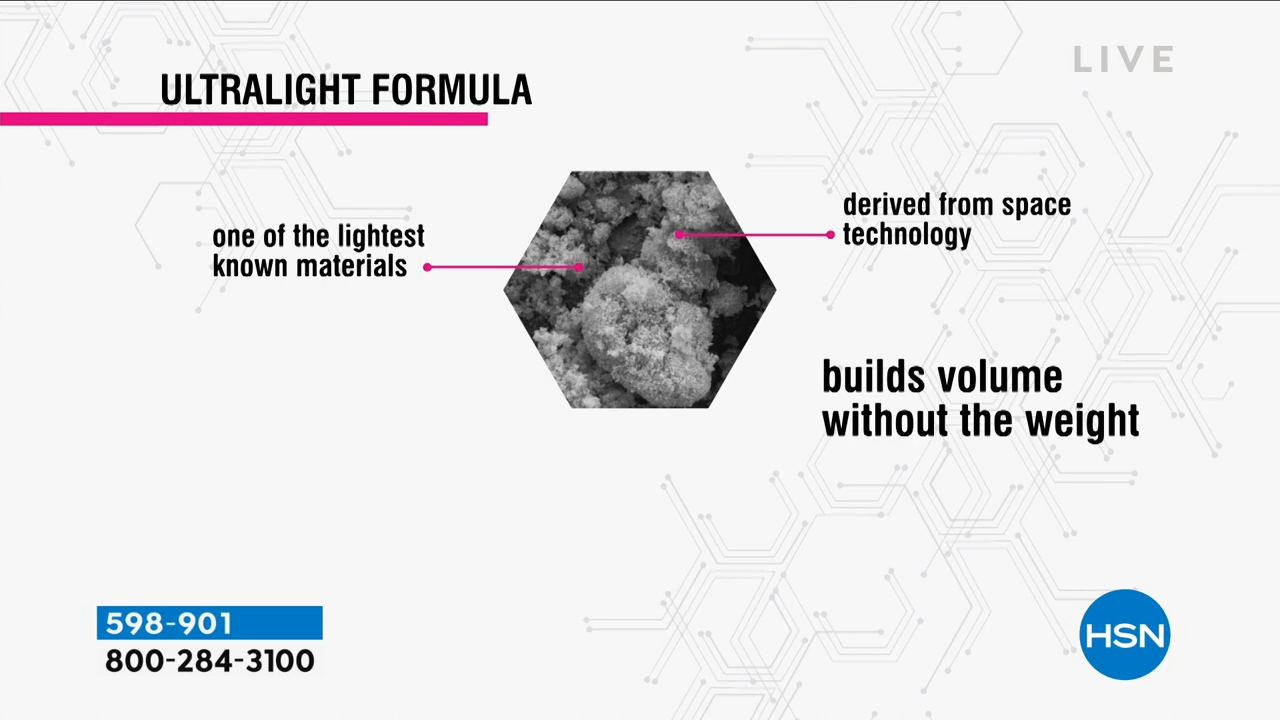 LIVE
ULTRALIGHT FORMULA
one of the lightest
known materials
derived from space
technology
builds volume
without the weight
598-901
800-284-3100
HSN